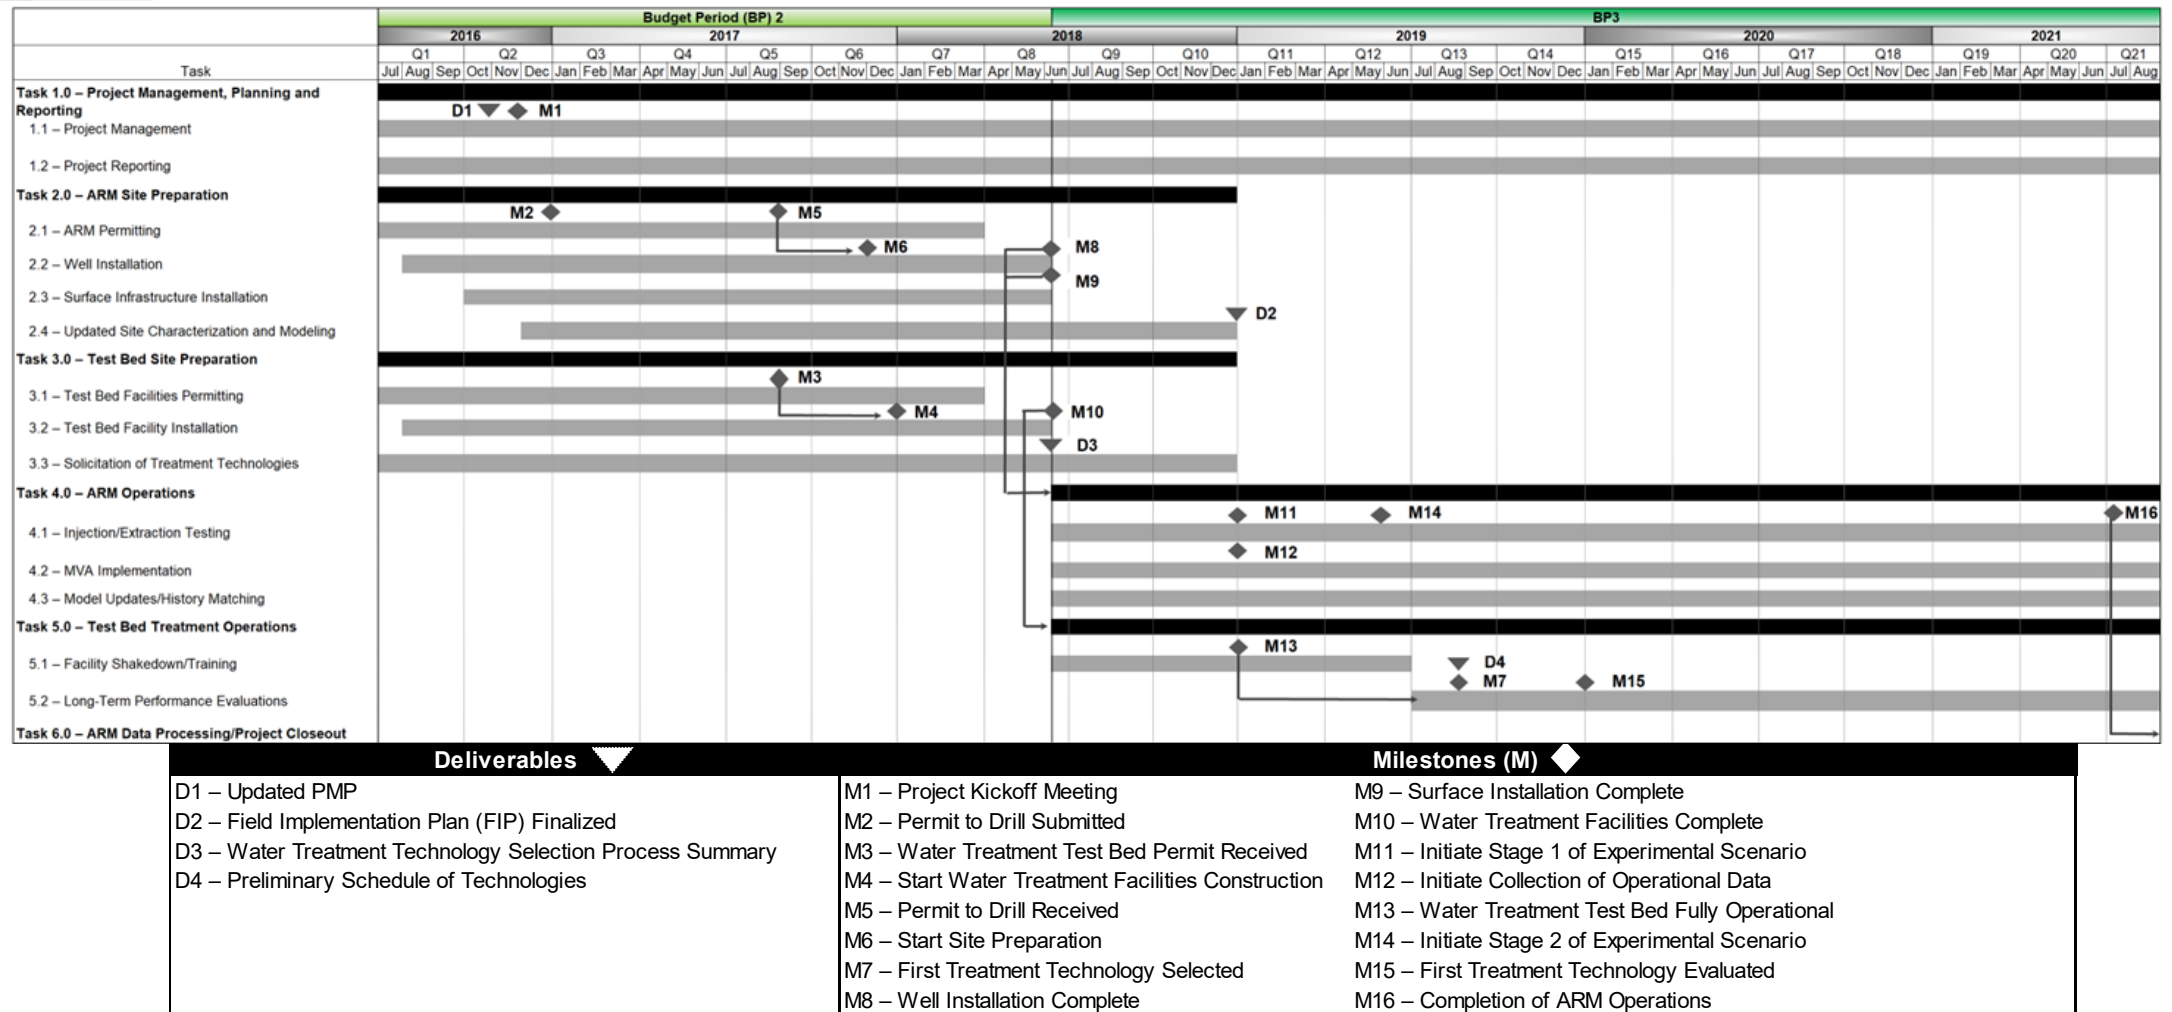 Budget Period (BP) 2 BP3
2016 2017 2018 2019 2020 2021
Q1 Q2 Q3 Q4 Q5 Q6 Q7 Q8 Q9 Q10 Q11 Q12 Q13 Q14 Q15 Q16 Q17 Q18 Q19 Q20 Q21
Task Jul Aug Sep Oct Nov Dec Jan Feb Mar Apr May Jun Jul Aug Sep Oct Nov Dec Jan Feb Mar Apr May Jun Jul Aug Sep Oct Nov Dec Jan Feb Mar Apr May Jun Jul Aug Sep Oct Nov Dec Jan Feb Mar Apr May Jun Jul Aug Sep Oct Nov Dec Jan Feb Mar Apr May Jun Jul Aug
Task 1.0 – Project Management, Planning and
Reporting D1 M1
1.1 – Project Management
1.2 – Project Reporting
Task 2.0 – ARM Site Preparation
M2 M5
2.1 – ARM Permitting
M6 M8
2.2 – Well Installation
M9
2.3 – Surface Infrastructure Installation
D2
2.4 – Updated Site Characterization and Modeling
Task 3.0 – Test Bed Site Preparation
M3
3.1 – Test Bed Facilities Permitting
M4 M10
3.2 – Test Bed Facility Installation
D3
3.3 – Solicitation of Treatment Technologies
Task 4.0 – ARM Operations
M11 M14 M16
4.1 – Injection/Extraction Testing
M12
4.2 – MVA Implementation
4.3 – Model Updates/History Matching
Task 5.0 – Test Bed Treatment Operations
M13
5.1 – Facility Shakedown/Training D4
M7 M15
5.2 – Long-Term Performance Evaluations
Task 6.0 – ARM Data Processing/Project Closeout
Deliverables Milestones (M)
D1 – Updated PMP M1 – Project Kickoff Meeting M9 – Surface Installation Complete
D2 – Field Implementation Plan (FIP) Finalized M2 – Permit to Drill Submitted M10 – Water Treatment Facilities Complete
D3 – Water Treatment Technology Selection Process Summary M3 – Water Treatment Test Bed Permit Received M11 – Initiate Stage 1 of Experimental Scenario
D4 – Preliminary Schedule of Technologies M4 – Start Water Treatment Facilities Construction M12 – Initiate Collection of Operational Data
M5 – Permit to Drill Received M13 – Water Treatment Test Bed Fully Operational
M6 – Start Site Preparation M14 – Initiate Stage 2 of Experimental Scenario
M7 – First Treatment Technology Selected M15 – First Treatment Technology Evaluated
M8 – Well Installation Complete M16 – Completion of ARM Operations